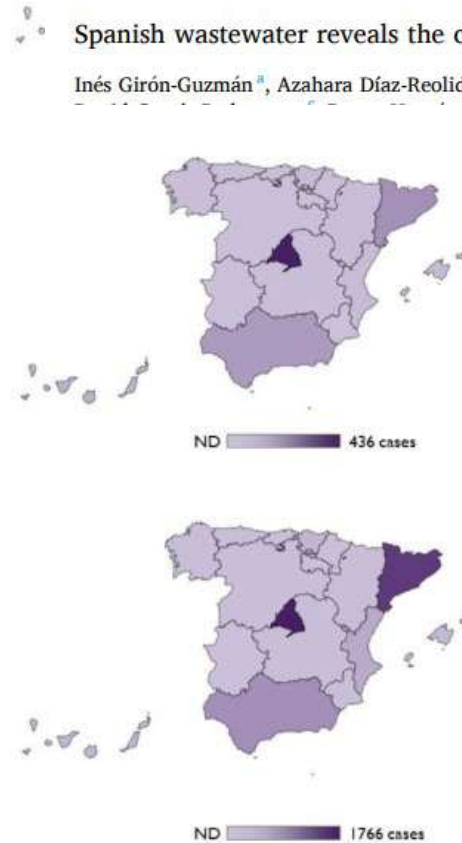 Spanish wastewater reveals the
Inés Girón-Guzmán a, Azahara Díaz-Reolid
ND 436 cases
ND 1766 cases